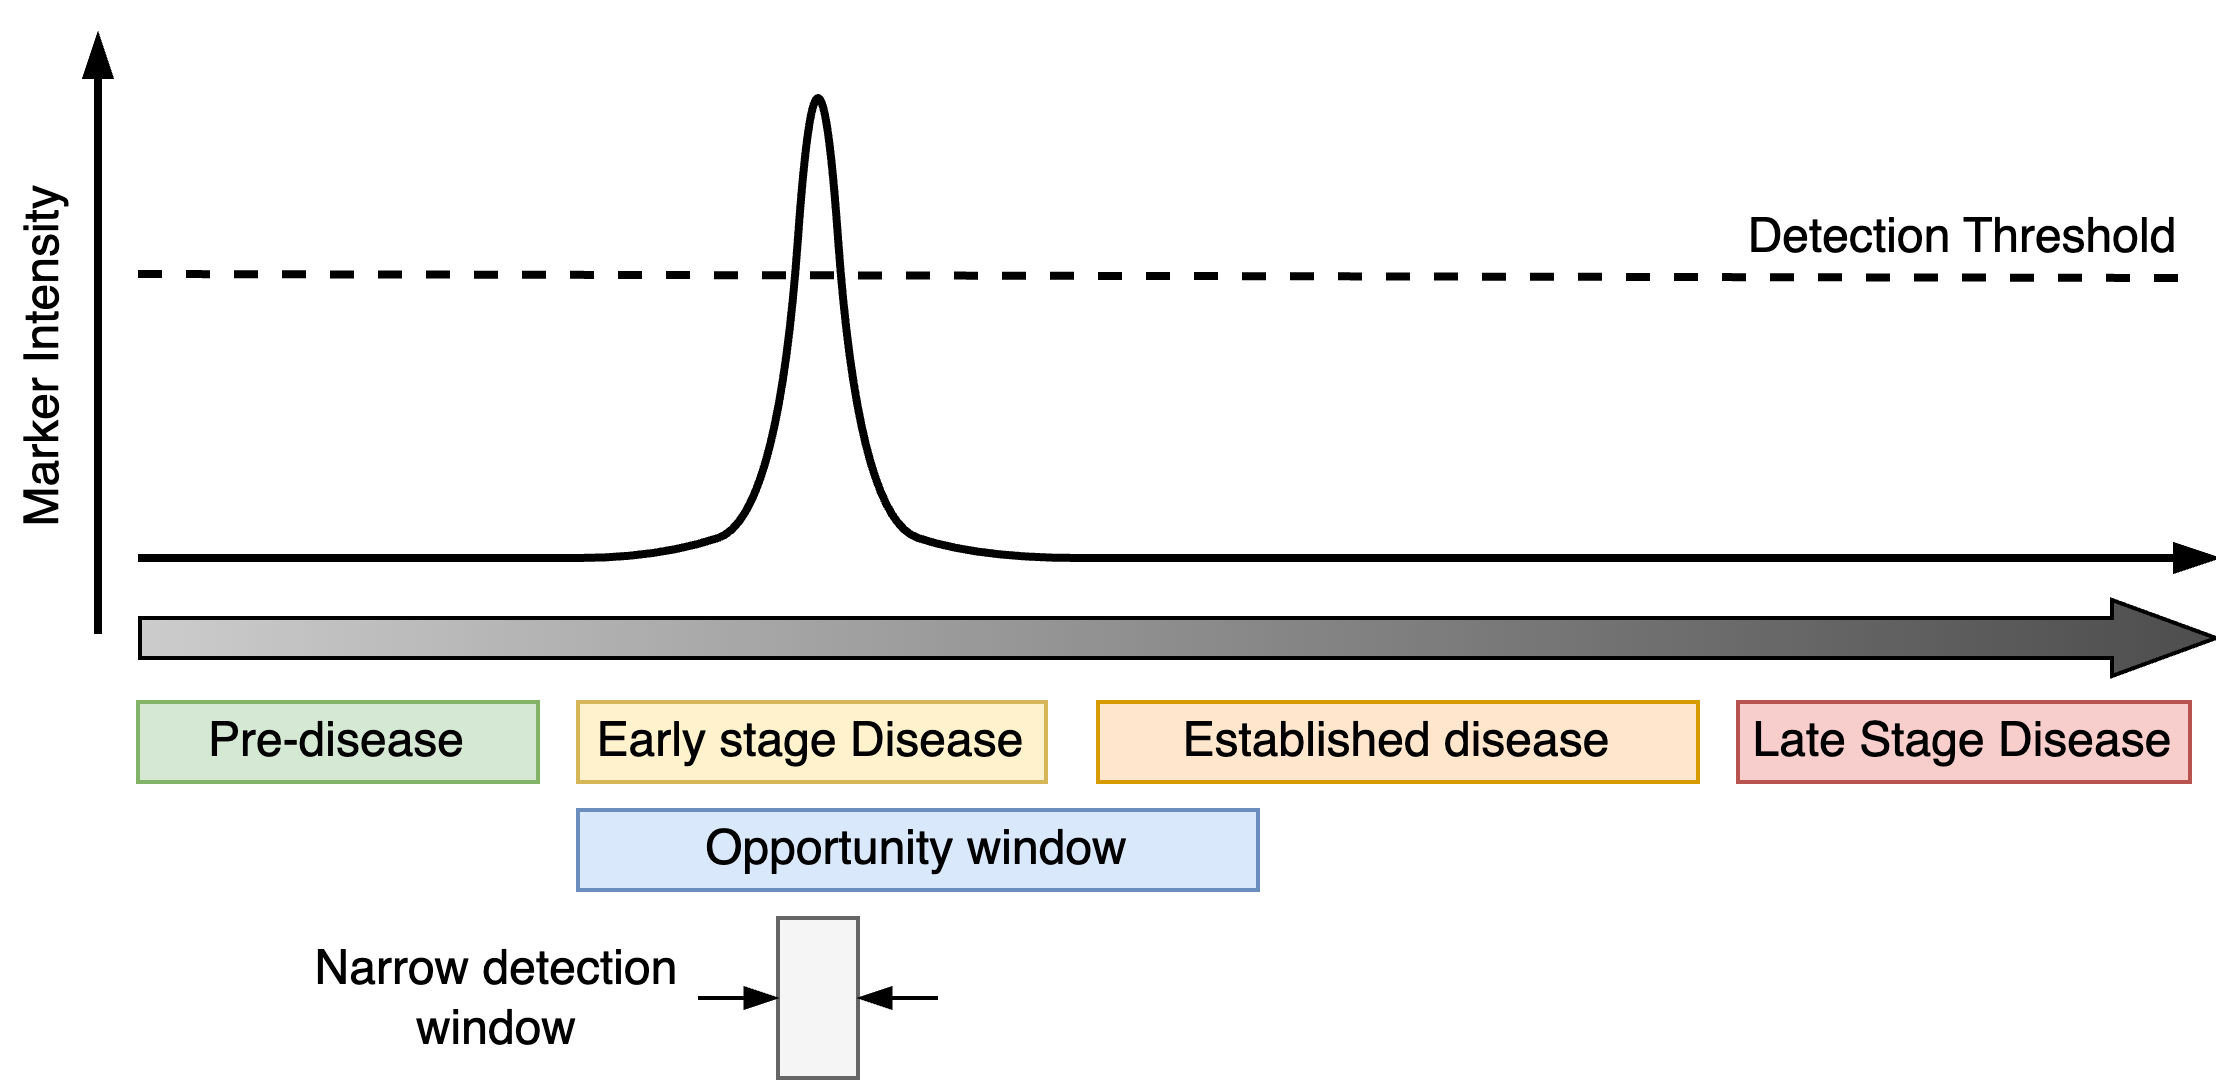 Marker Intensity
Detection Threshold
Pre-disease
Early stage Disease
Established disease
Late Stage Disease
Opportunity window
Narrow detection
window